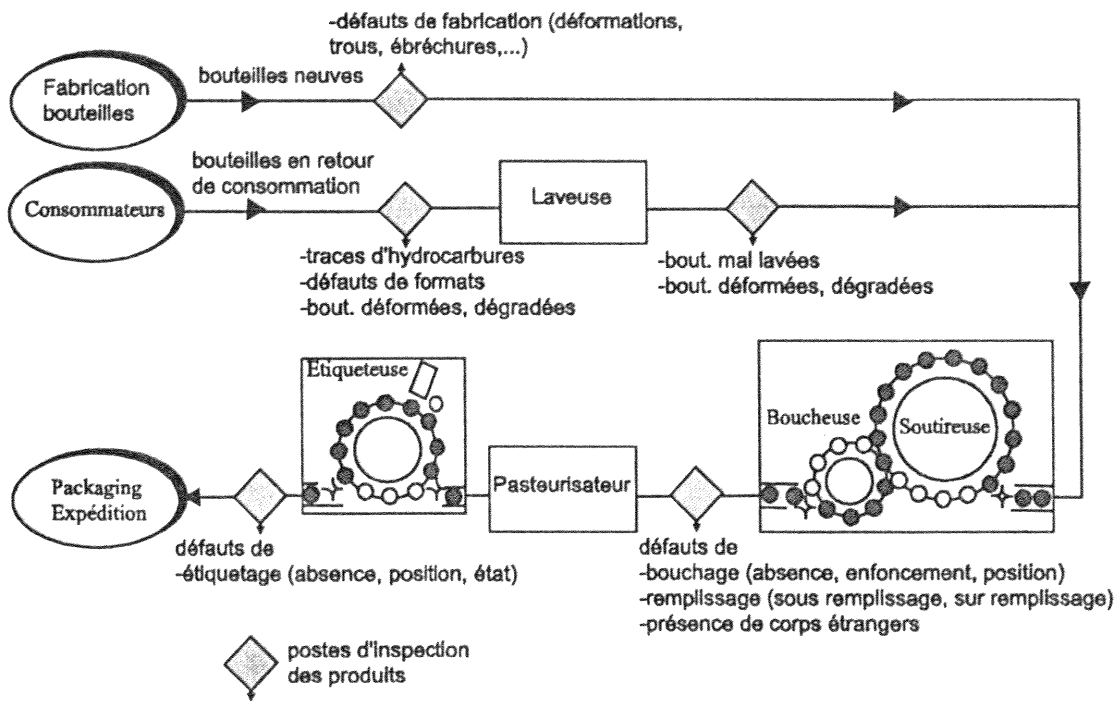 -défauts de fabrication (déformations,
trous, ébréchures,...)
Fabrication
bouteilles
bouteilles neuves
bouteilles en retour
de consommation
Consommateurs
Laveuse
-traces d'hydrocarbures
-défauts de formats
-bout. déformées, dégradées
-bout. mal lavées
-bout. déformées, dégradées
Etiqueteuse
Boucheuse
Soutireuse
Packaging
Expédition
Pasteurisateur
défauts de
-étiquetage (absence, position, état)
défauts de
-bouchage (absence, enfoncement, position)
-remplissage (sous remplissage, sur remplissage)
-présence de corps étrangers
postes d'inspection
des produits